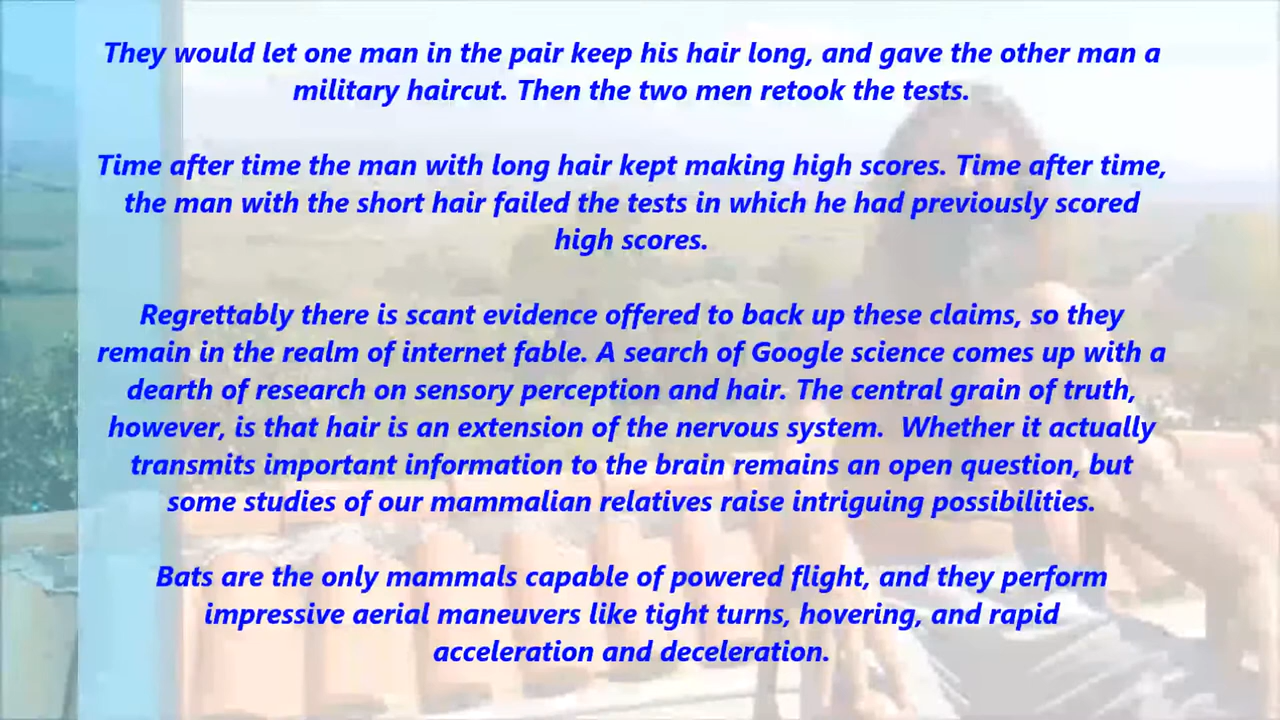 They would let one man in the pair keep his hair long, and gave the other man a
military haircut. Then the two men retook the tests.
Time after time the man with long hair kept making high scores. Time after time,
the man with the short hair failed the tests in which he had previously scored
high scores.
Regrettably there is scant evidence offered to back up these claims, so they
remain in the realm of internet fable. A search of Google science comes up with a
dearth of research on sensory perception and hair. The central grain of truth,
however, is that hair is an extension of the nervous system.  Whether it actually
transmits important information to the brain remains an open question, but
some studies of our mammalian relatives raise intriguing possibilities.
Bats are the only mammals capable of powered flight, and they perform
impressive aerial maneuvers like tight turns, hovering, and rapid
acceleration and deceleration.